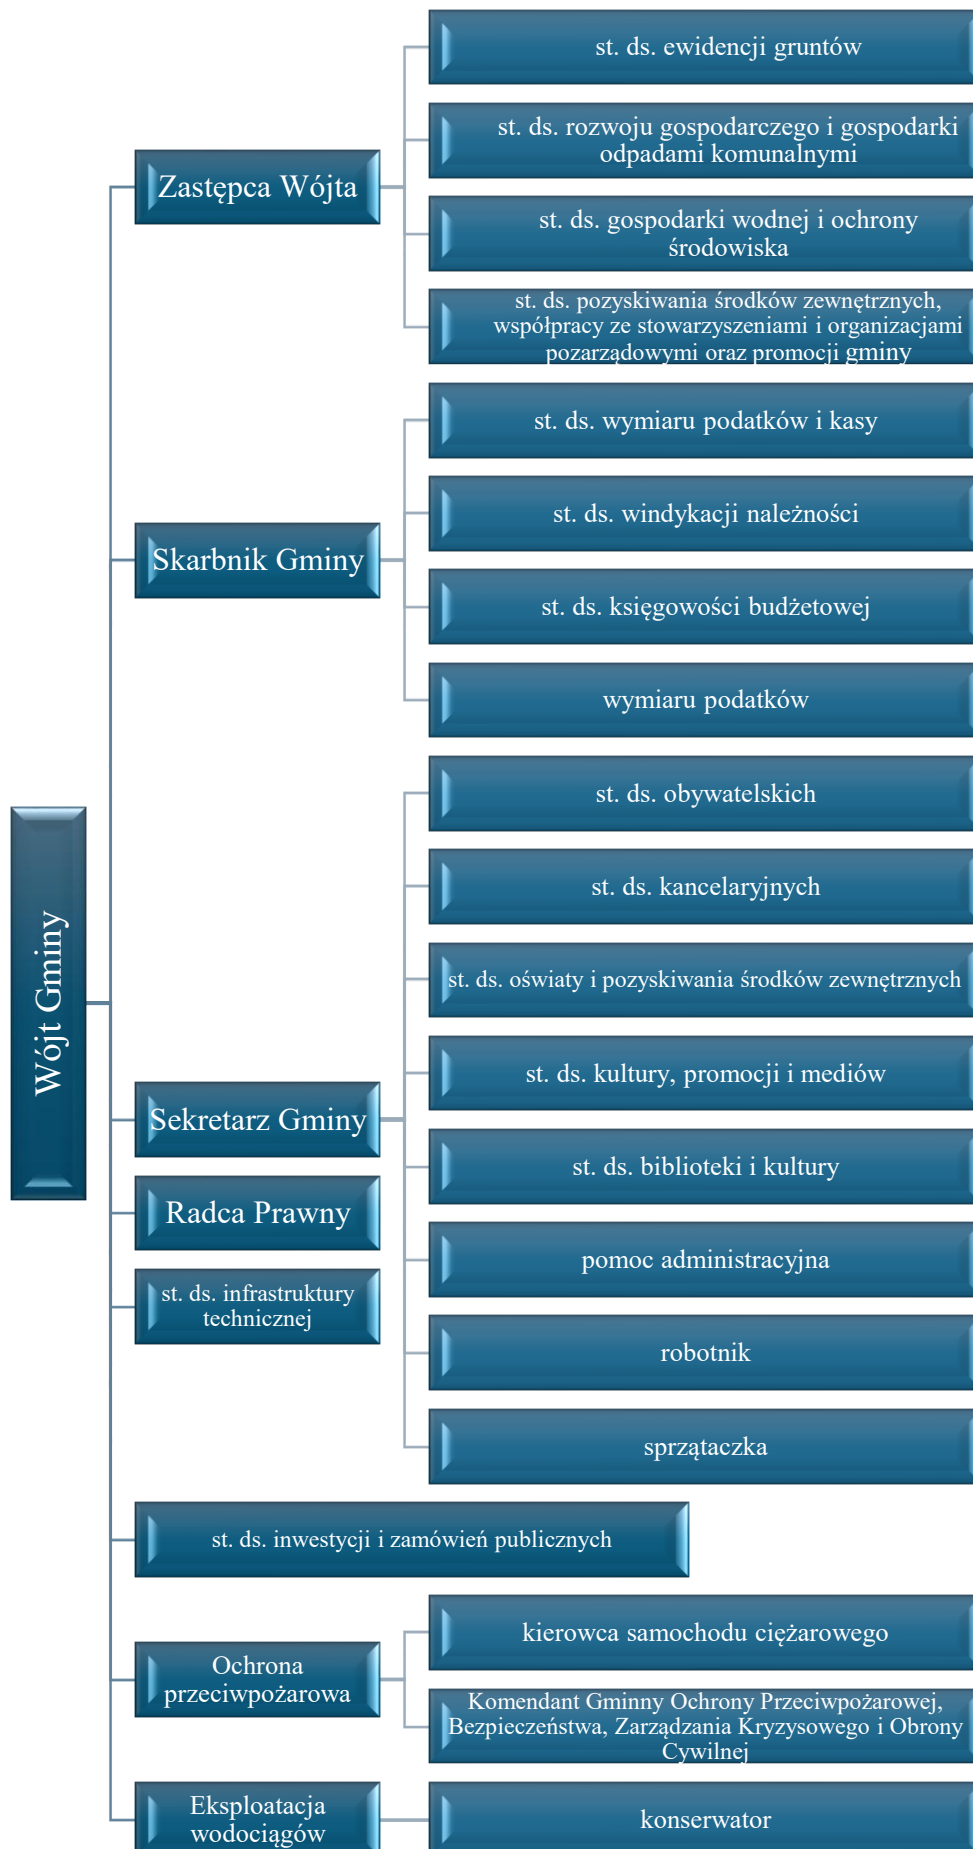 Wójt Gminy
Zastępca Wójta
st. ds. ewidencji gruntów
st. ds. rozwoju gospodarczego i gospodarki
odpadami komunalnymi
st. ds. gospodarki wodnej i ochrony
środowiska
st. ds. pozyskiwania środków zewnętrznych,
współpracy ze stowarzyszeniami i organizacjami
pozarządowymi oraz promocji gminy
Skarbnik Gminy
st. ds. wymiaru podatków i kasy
st. ds. windykacji należności
st. ds. księgowości budżetowej
wymiaru podatków
Sekretarz Gminy
st. ds. obywatelskich
st. ds. kancelaryjnych
st. ds. oświaty i pozyskiwania środków zewnętrznych
st. ds. kultury, promocji i mediów
st. ds. biblioteki i kultury
pomoc administracyjna
robotnik
sprzątaczka
Radca Prawny
st. ds. infrastruktury
technicznej
st. ds. inwestycji i zamówień publicznych
Ochrona
przeciwpożarowa
kierowca samochodu ciężarowego
Komendant Gminny Ochrony Przeciwpożarowej,
Bezpieczeństwa, Zarządzania Kryzysowego i Obrony
Cywilnej
Eksploatacja
wodociągów
konserwator